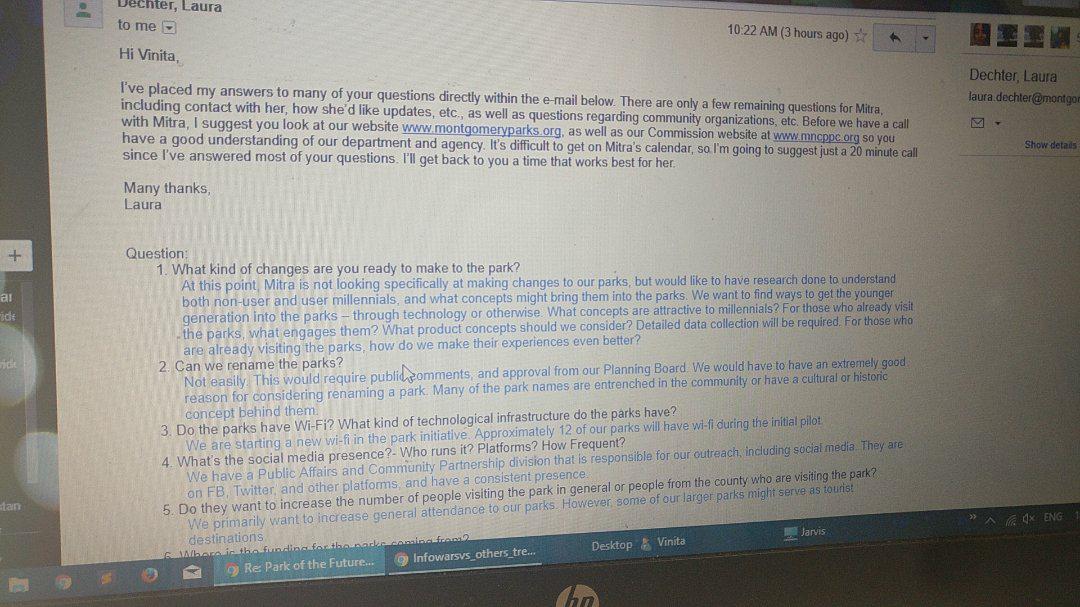 Dechter, Laura
to me
10:22 AM (3 hours ago)
Dechter, Laura
laura.dechter@montgo
Show details
Hi Vinita,
I've placed my answers to many of your questions directly within the e-mail below. There are only a few remaining questions for Mitra,
including contact with her, how she'd like updates, etc., as well as questions regarding community organizations, etc. Before we have a call
with Mitra, I suggest you look at our website www.montgomeryparks.org, as well as our Commission website at www.mncppc.org so you
have a good understanding of our department and agency. It's difficult to get on Mitra's calendar, so I'm going to suggest just a 20 minute call
since I've answered most of your questions. I'll get back to you a time that works best for her.
Many thanks,
Laura
Question:
1. What kind of changes are you ready to make to the park?
At this point, Mitra is not looking specifically at making changes to our parks, but would like to have research done to understand
both non-user and user millennials, and what concepts might bring them into the parks. We want to find ways to get the younger
generation into the parks – through technology or otherwise. What concepts are attractive to millennials? For those who already visit
the parks, what engages them? What product concepts should we consider? Detailed data collection will be required. For those who
are already visiting the parks, how do we make their experiences even better?
2. Can we rename the parks?
Not easily. This would require public comments, and approval from our Planning Board. We would have to have an extremely good
reason for considering renaming a park. Many of the park names are entrenched in the community or have a cultural or historic
concept behind them.
3. Do the parks have Wi-Fi? What kind of technological infrastructure do the parks have?
We are starting a new wi-fi in the park initiative. Approximately 12 of our parks will have wi-fi during the initial pilot.
4. What's the social media presence?- Who runs it? Platforms? How Frequent?
We have a Public Affairs and Community Partnership division that is responsible for our outreach, including social media. They are
on FB, Twitter, and other platforms, and have a consistent presence.
5. Do they want to increase the number of people visiting the park in general or people from the county who are visiting the park?
We primarily want to increase general attendance to our parks. However, some of our larger parks might serve as tourist
destinations.
6. Where is the funding for the parks coming from?
Re: Park of the Future...
Infowarsvs_others_tre...
Desktop
Vinita
Jarvis
ENG
hp